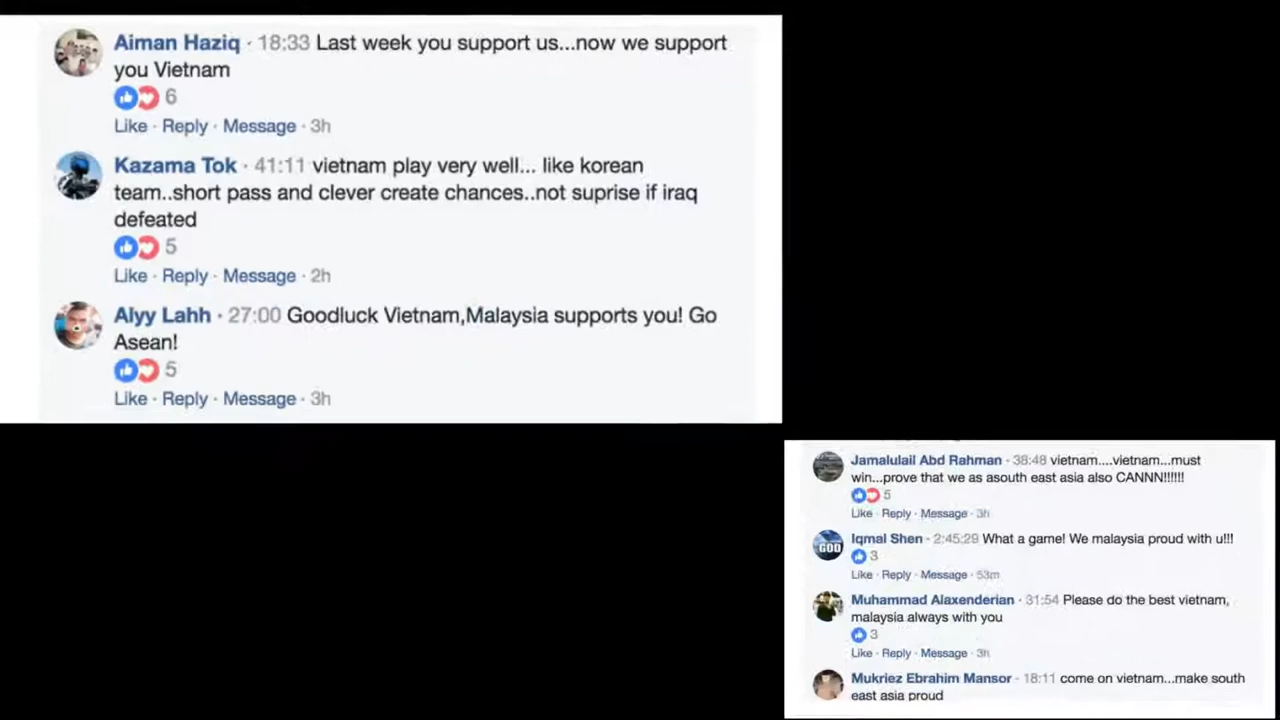 Aiman Haziq · 18:33 Last week you support us...now we support
you Vietnam
6
Like · Reply · Message · 3h
Kazama Tok · 41:11 vietnam play very well... like korean
team..short pass and clever create chances..not suprise if iraq
defeated
5
Like · Reply · Message · 2h
Alyy Lahh · 27:00 Goodluck Vietnam,Malaysia supports you! Go
Asean!
5
Like · Reply · Message · 3h
Jamalulail Abd Rahman · 38:48 vietnam....vietnam...must
win...prove that we as asouth east asia also CANNN!!!!!!
5
Like · Reply · Message · 3h
GOD
Iqmal Shen · 2:45:29 What a game! We malaysia proud with u!!!
3
Like · Reply · Message · 53m
Muhammad Alaxenderian · 31:54 Please do the best vietnam,
malaysia always with you
3
Like · Reply · Message · 3h
Mukriez Ebrahim Mansor · 18:11 come on vietnam...make south
east asia proud